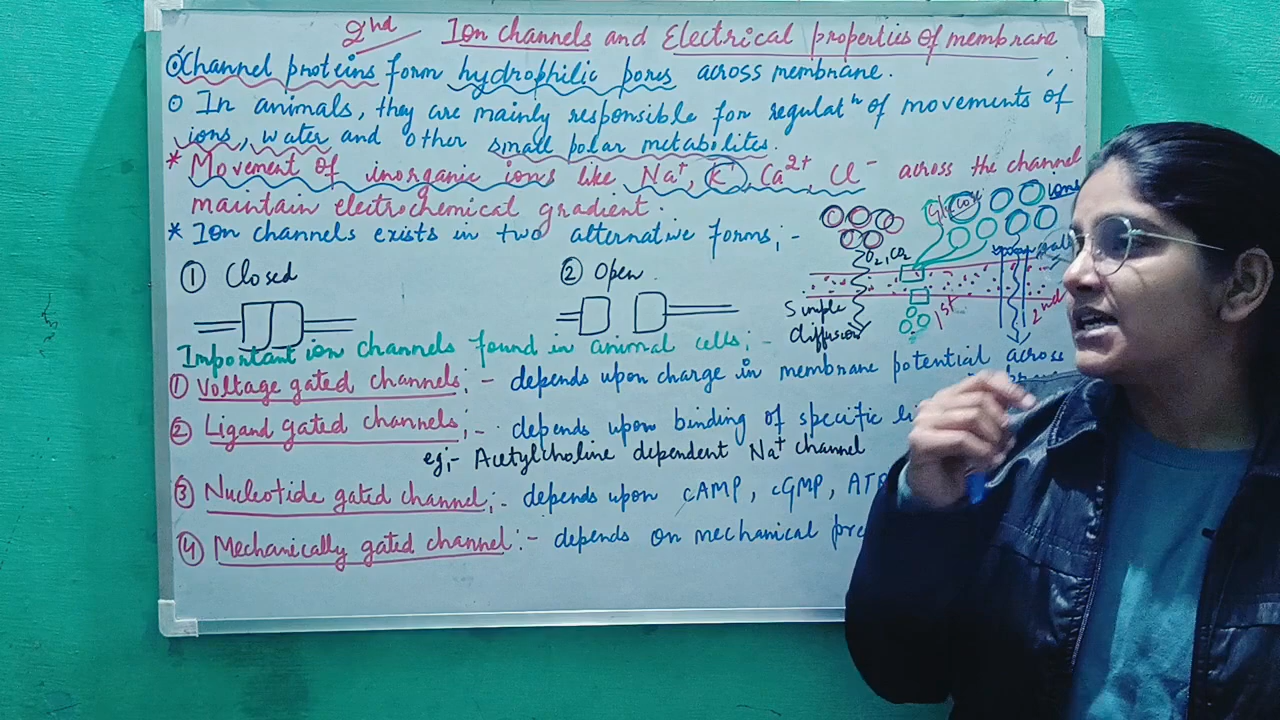 2nd Ion channels and Electrical properties of membrane
Channel proteins form hydrophilic pores across membrane.
In animals, they are mainly responsible for regulatⁿ of movements of
ions, water and other small polar metabolites.
* Movement of inorganic ions like Na⁺, K⁺, Ca²⁺, Cl⁻ across the channel
maintain electrochemical gradient.
* Ion channels exists in two alternative forms;-
① Closed
② Open
Glucose
ions
O₂, CO₂
Simple
diffusion
1st
2nd
Important ion channels found in animal cells;-
① Voltage gated channels;- depends upon charge in membrane potential across
② Ligand gated channels;- depends upon binding of specific
eg;- Acetylcholine dependent Na⁺ channel
③ Nucleotide gated channel;- depends upon cAMP, cGMP, ATP
④ Mechanically gated channel:- depends on mechanical